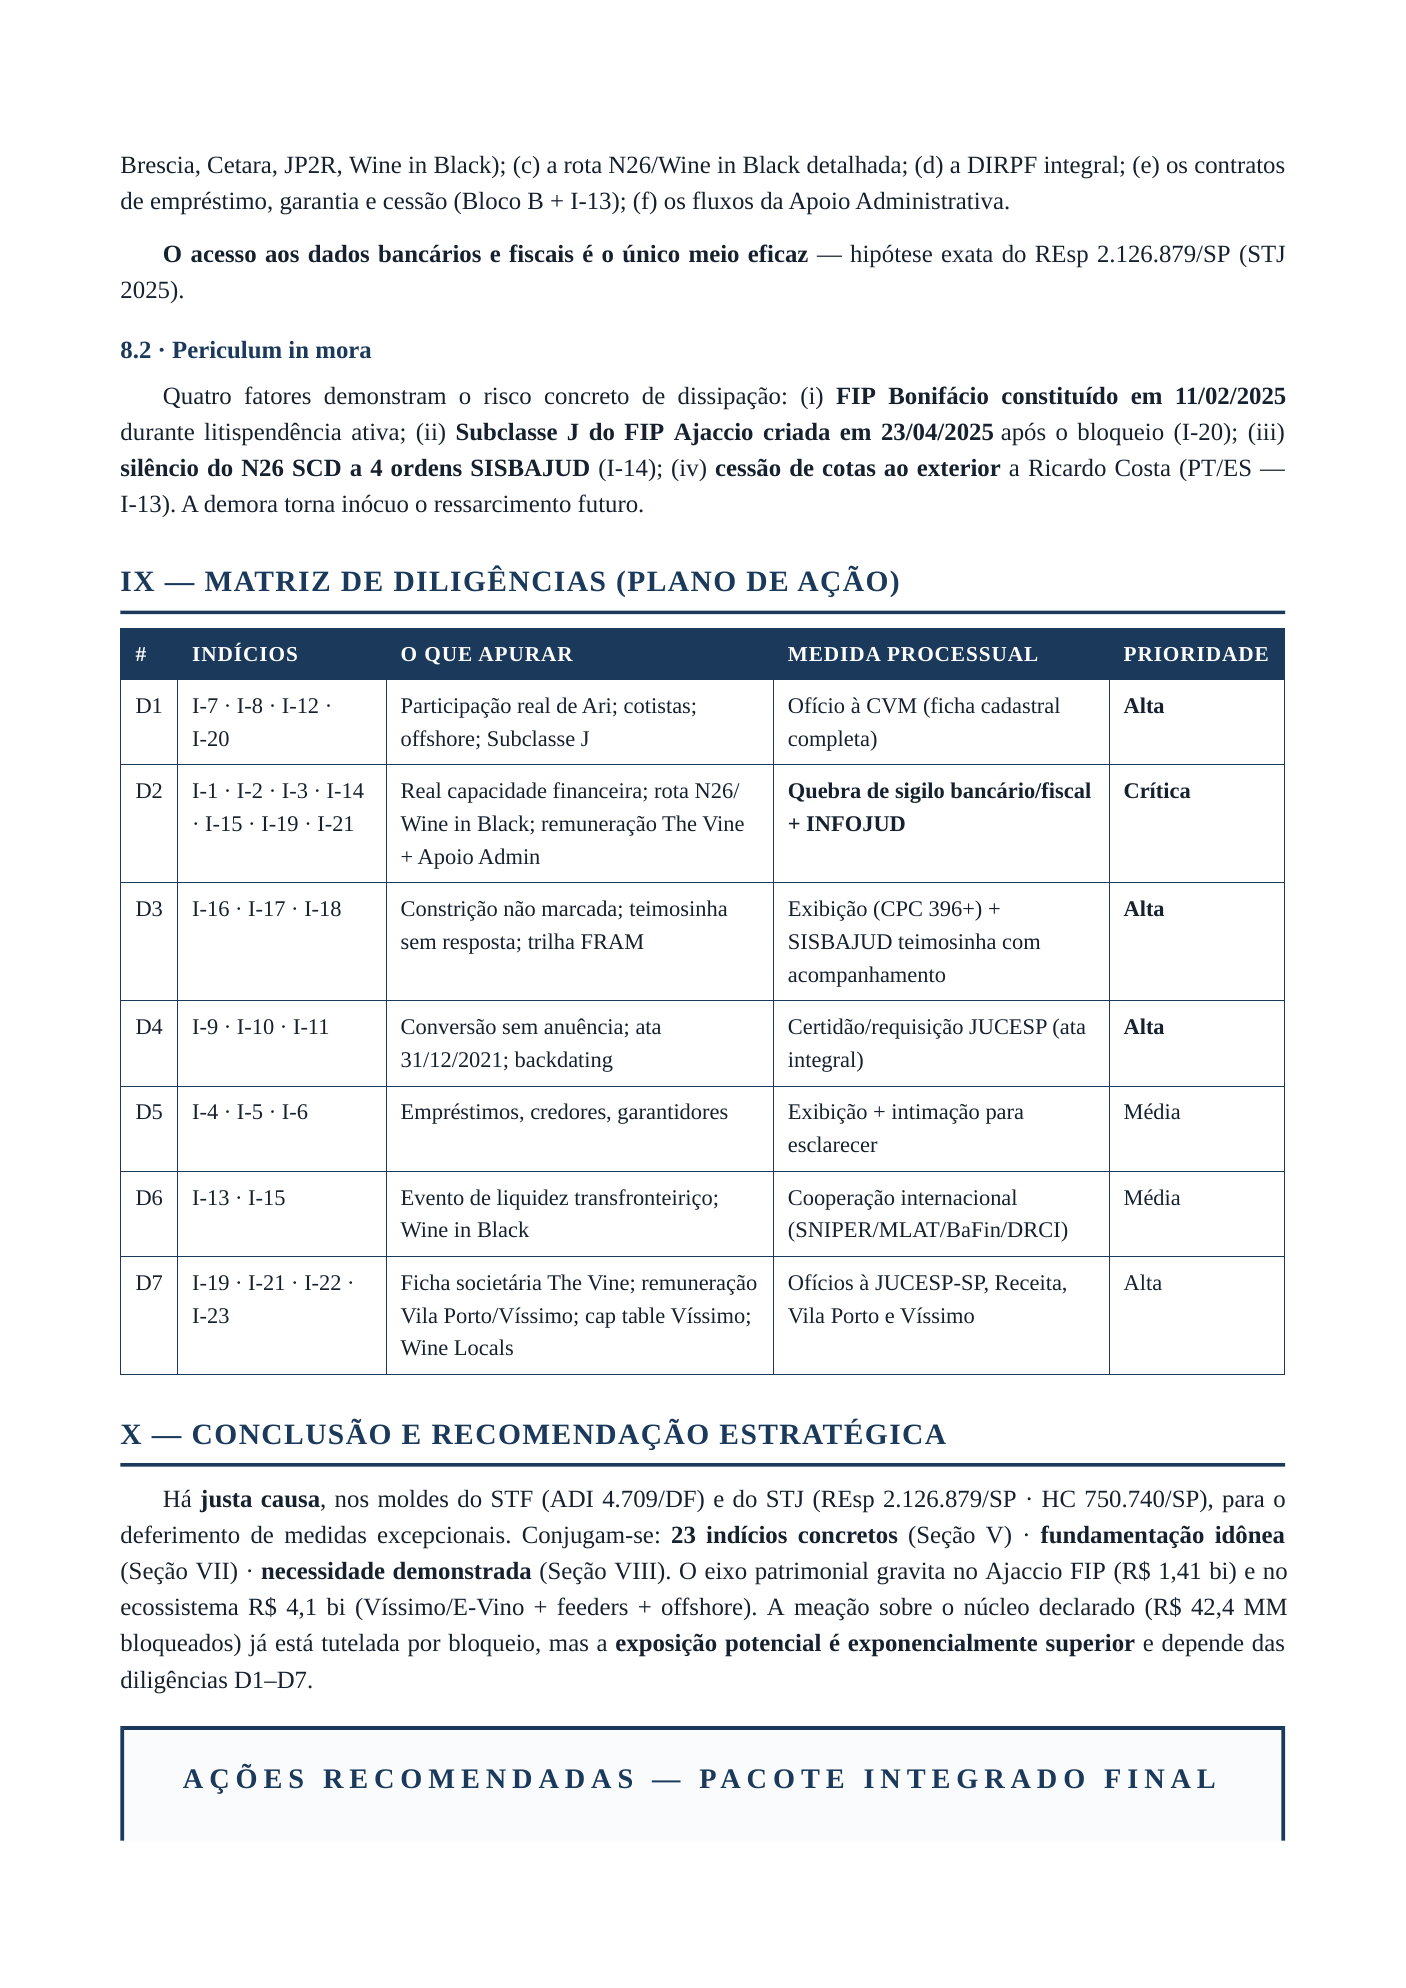 Brescia, Cetara, JP2R, Wine in Black); (c) a rota N26/Wine in Black detalhada; (d) a DIRPF integral; (e) os contratos
de empréstimo, garantia e cessão (Bloco B + I-13); (f) os fluxos da Apoio Administrativa.
O acesso aos dados bancários e fiscais é o único meio eficaz — hipótese exata do REsp 2.126.879/SP (STJ
2025).
8.2 · Periculum in mora
Quatro fatores demonstram o risco concreto de dissipação: (i) FIP Bonifácio constituído em 11/02/2025
durante litispendência ativa; (ii) Subclasse J do FIP Ajaccio criada em 23/04/2025 após o bloqueio (I-20); (iii)
silêncio do N26 SCD a 4 ordens SISBAJUD (I-14); (iv) cessão de cotas ao exterior a Ricardo Costa (PT/ES —
I-13). A demora torna inócuo o ressarcimento futuro.
IX — MATRIZ DE DILIGÊNCIAS (PLANO DE AÇÃO)
# INDÍCIOS O QUE APURAR MEDIDA PROCESSUAL PRIORIDADE
D1 I-7 · I-8 · I-12 · Participação real de Ari; cotistas; Ofício à CVM (ficha cadastral Alta
I-20 offshore; Subclasse J completa)
D2 I-1 · I-2 · I-3 · I-14 Real capacidade financeira; rota N26/ Quebra de sigilo bancário/fiscal Crítica
· I-15 · I-19 · I-21 Wine in Black; remuneração The Vine + INFOJUD
+ Apoio Admin
D3 I-16 · I-17 · I-18 Constrição não marcada; teimosinha Exibição (CPC 396+) + Alta
sem resposta; trilha FRAM SISBAJUD teimosinha com
acompanhamento
D4 I-9 · I-10 · I-11 Conversão sem anuência; ata Certidão/requisição JUCESP (ata Alta
31/12/2021; backdating integral)
D5 I-4 · I-5 · I-6 Empréstimos, credores, garantidores Exibição + intimação para Média
esclarecer
D6 I-13 · I-15 Evento de liquidez transfronteiriço; Cooperação internacional Média
Wine in Black (SNIPER/MLAT/BaFin/DRCI)
D7 I-19 · I-21 · I-22 · Ficha societária The Vine; remuneração Ofícios à JUCESP-SP, Receita, Alta
I-23 Vila Porto/Víssimo; cap table Víssimo; Vila Porto e Víssimo
Wine Locals
X — CONCLUSÃO E RECOMENDAÇÃO ESTRATÉGICA
Há justa causa, nos moldes do STF (ADI 4.709/DF) e do STJ (REsp 2.126.879/SP · HC 750.740/SP), para o
deferimento de medidas excepcionais. Conjugam-se: 23 indícios concretos (Seção V) · fundamentação idônea
(Seção VII) · necessidade demonstrada (Seção VIII). O eixo patrimonial gravita no Ajaccio FIP (R$ 1,41 bi) e no
ecossistema R$ 4,1 bi (Víssimo/E-Vino + feeders + offshore). A meação sobre o núcleo declarado (R$ 42,4 MM
bloqueados) já está tutelada por bloqueio, mas a exposição potencial é exponencialmente superior e depende das
diligências D1–D7.
AÇÕES RECOMENDADAS — PACOTE INTEGRADO FINAL